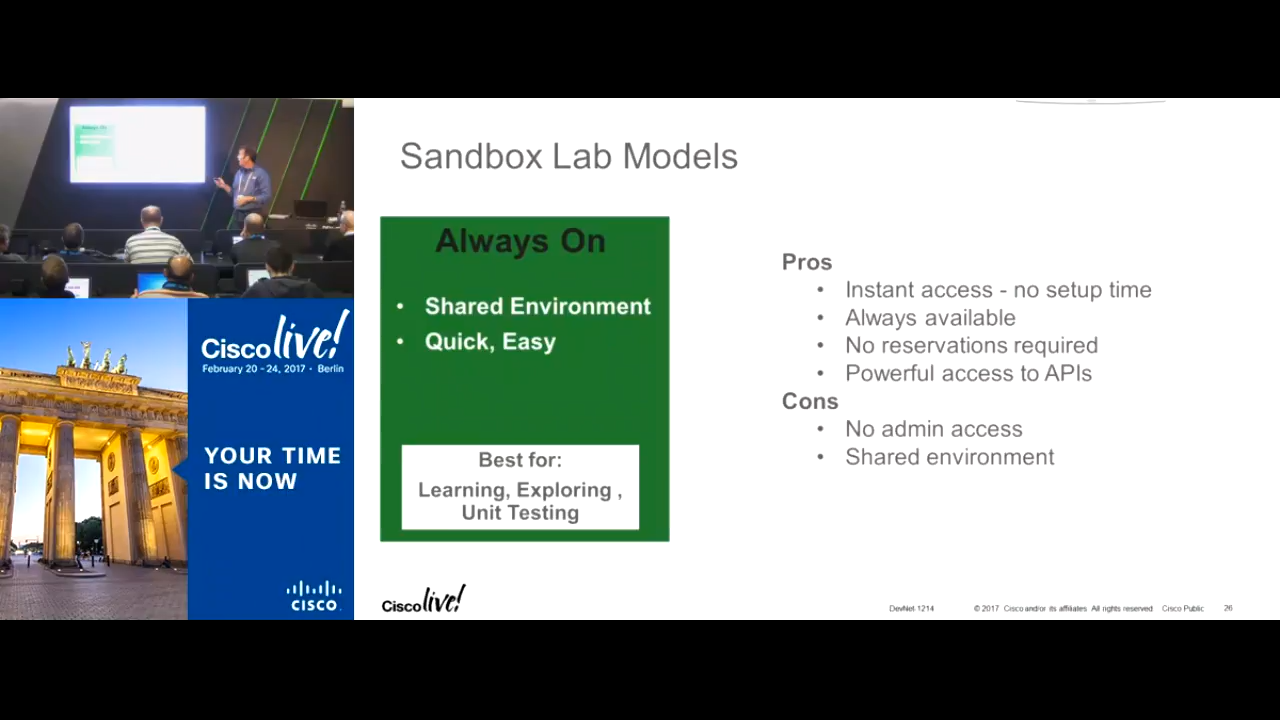 Sandbox Lab Models
Always On
• Shared Environment
• Quick, Easy
Best for:
Learning, Exploring ,
Unit Testing
Pros
• Instant access - no setup time
• Always available
• No reservations required
• Powerful access to APIs
Cons
• No admin access
• Shared environment
Cisco live!
DevNet-1214 © 2017 Cisco and/or its affiliates All rights reserved Cisco Public 26
Always On
Cisco live!
February 20 - 24, 2017 • Berlin
YOUR TIME
IS NOW
CISCO